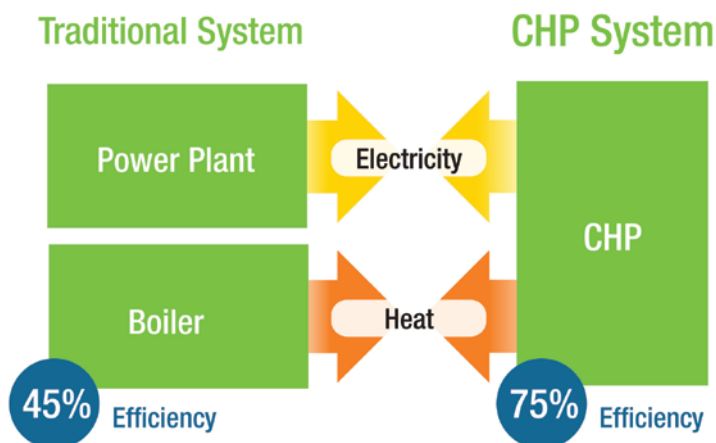 Traditional System
CHP System
Power Plant
Electricity
CHP
Boiler
Heat
45% Efficiency
75% Efficiency